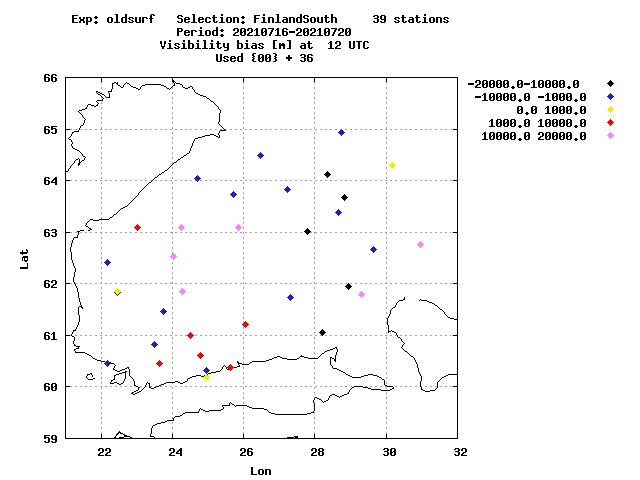 Exp: oldsurf   Selection: FinlandSouth     39 stations
Period: 20210716-20210720
Visibility bias [m] at  12 UTC
Used {00} + 36
-20000.0-10000.0
-10000.0 -1000.0
0.0 1000.0
1000.0 10000.0
10000.0 20000.0
66
65
64
63
62
61
60
59
Lat
22 24 26 28 30 32
Lon